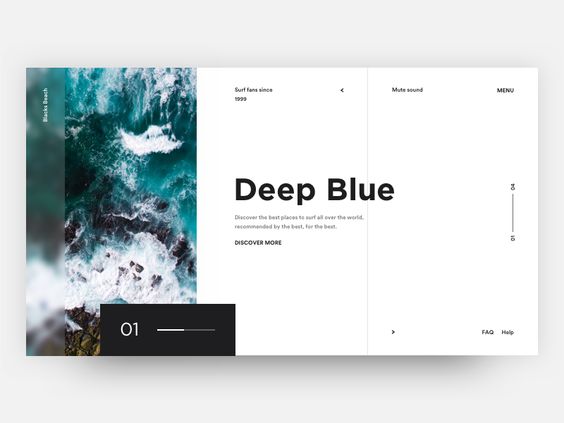 Blacks Beach
Surf fans since
1999
<
Mute sound
MENU
Deep Blue
Discover the best places to surf all over the world,
recommended by the best, for the best.
DISCOVER MORE
04
01
01
>
FAQ Help